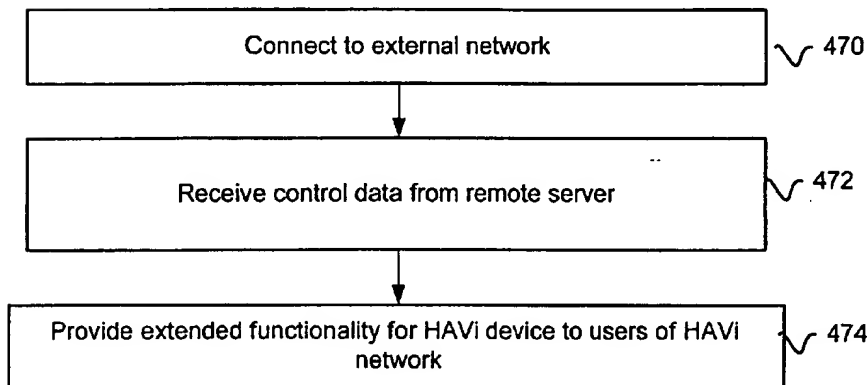 Connect to external network
470
Receive control data from remote server
472
Provide extended functionality for HAVi device to users of HAVi
network
474